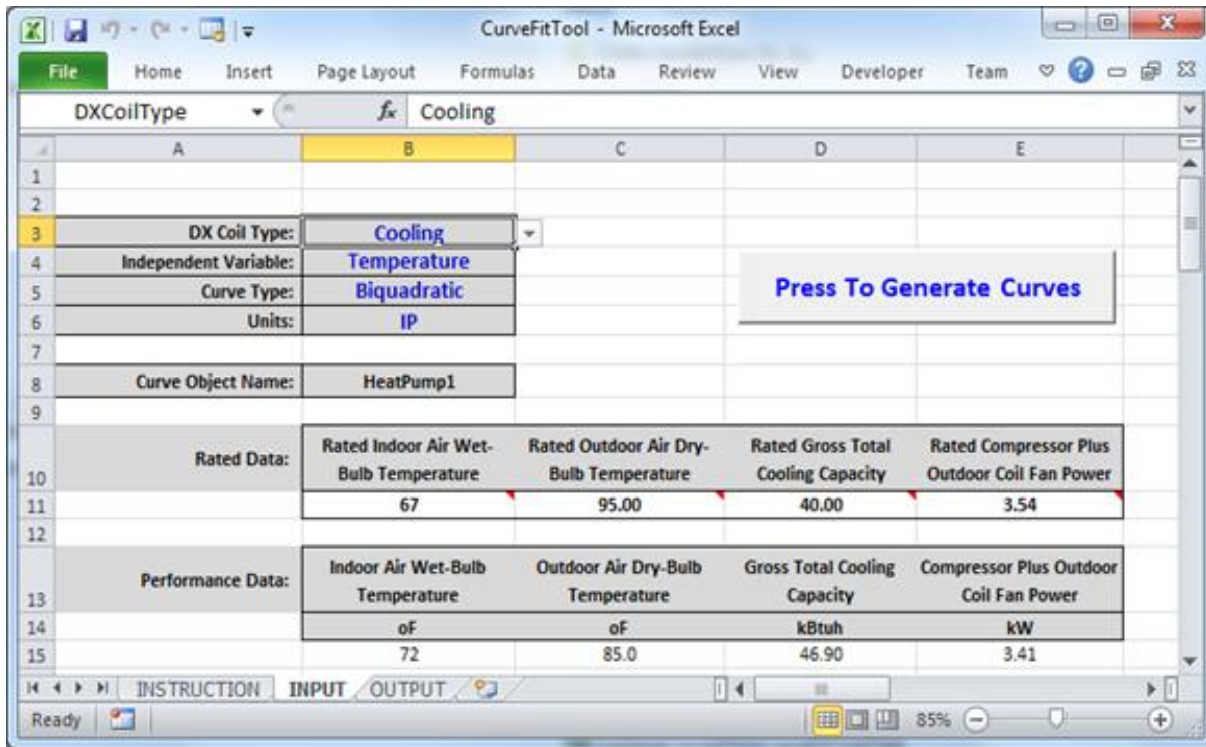 CurveFitTool - Microsoft Excel
File Home Insert Page Layout Formulas Data Review View Developer Team
DXCoilType fx Cooling
A B C D E
1
2
3 DX Coil Type: Cooling
4 Independent Variable: Temperature
Press To Generate Curves
5 Curve Type: Biquadratic
6 Units: IP
7
8 Curve Object Name: HeatPump1
9
Rated Data: Rated Indoor Air Wet- Rated Outdoor Air Dry- Rated Gross Total Rated Compressor Plus
10 Bulb Temperature Bulb Temperature Cooling Capacity Outdoor Coil Fan Power
11 67 95.00 40.00 3.54
12
Performance Data: Indoor Air Wet-Bulb Outdoor Air Dry-Bulb Gross Total Cooling Compressor Plus Outdoor
13 Temperature Temperature Capacity Coil Fan Power
14 oF oF kBtuh kW
15 72 85.0 46.90 3.41
INSTRUCTION INPUT OUTPUT
Ready 85%